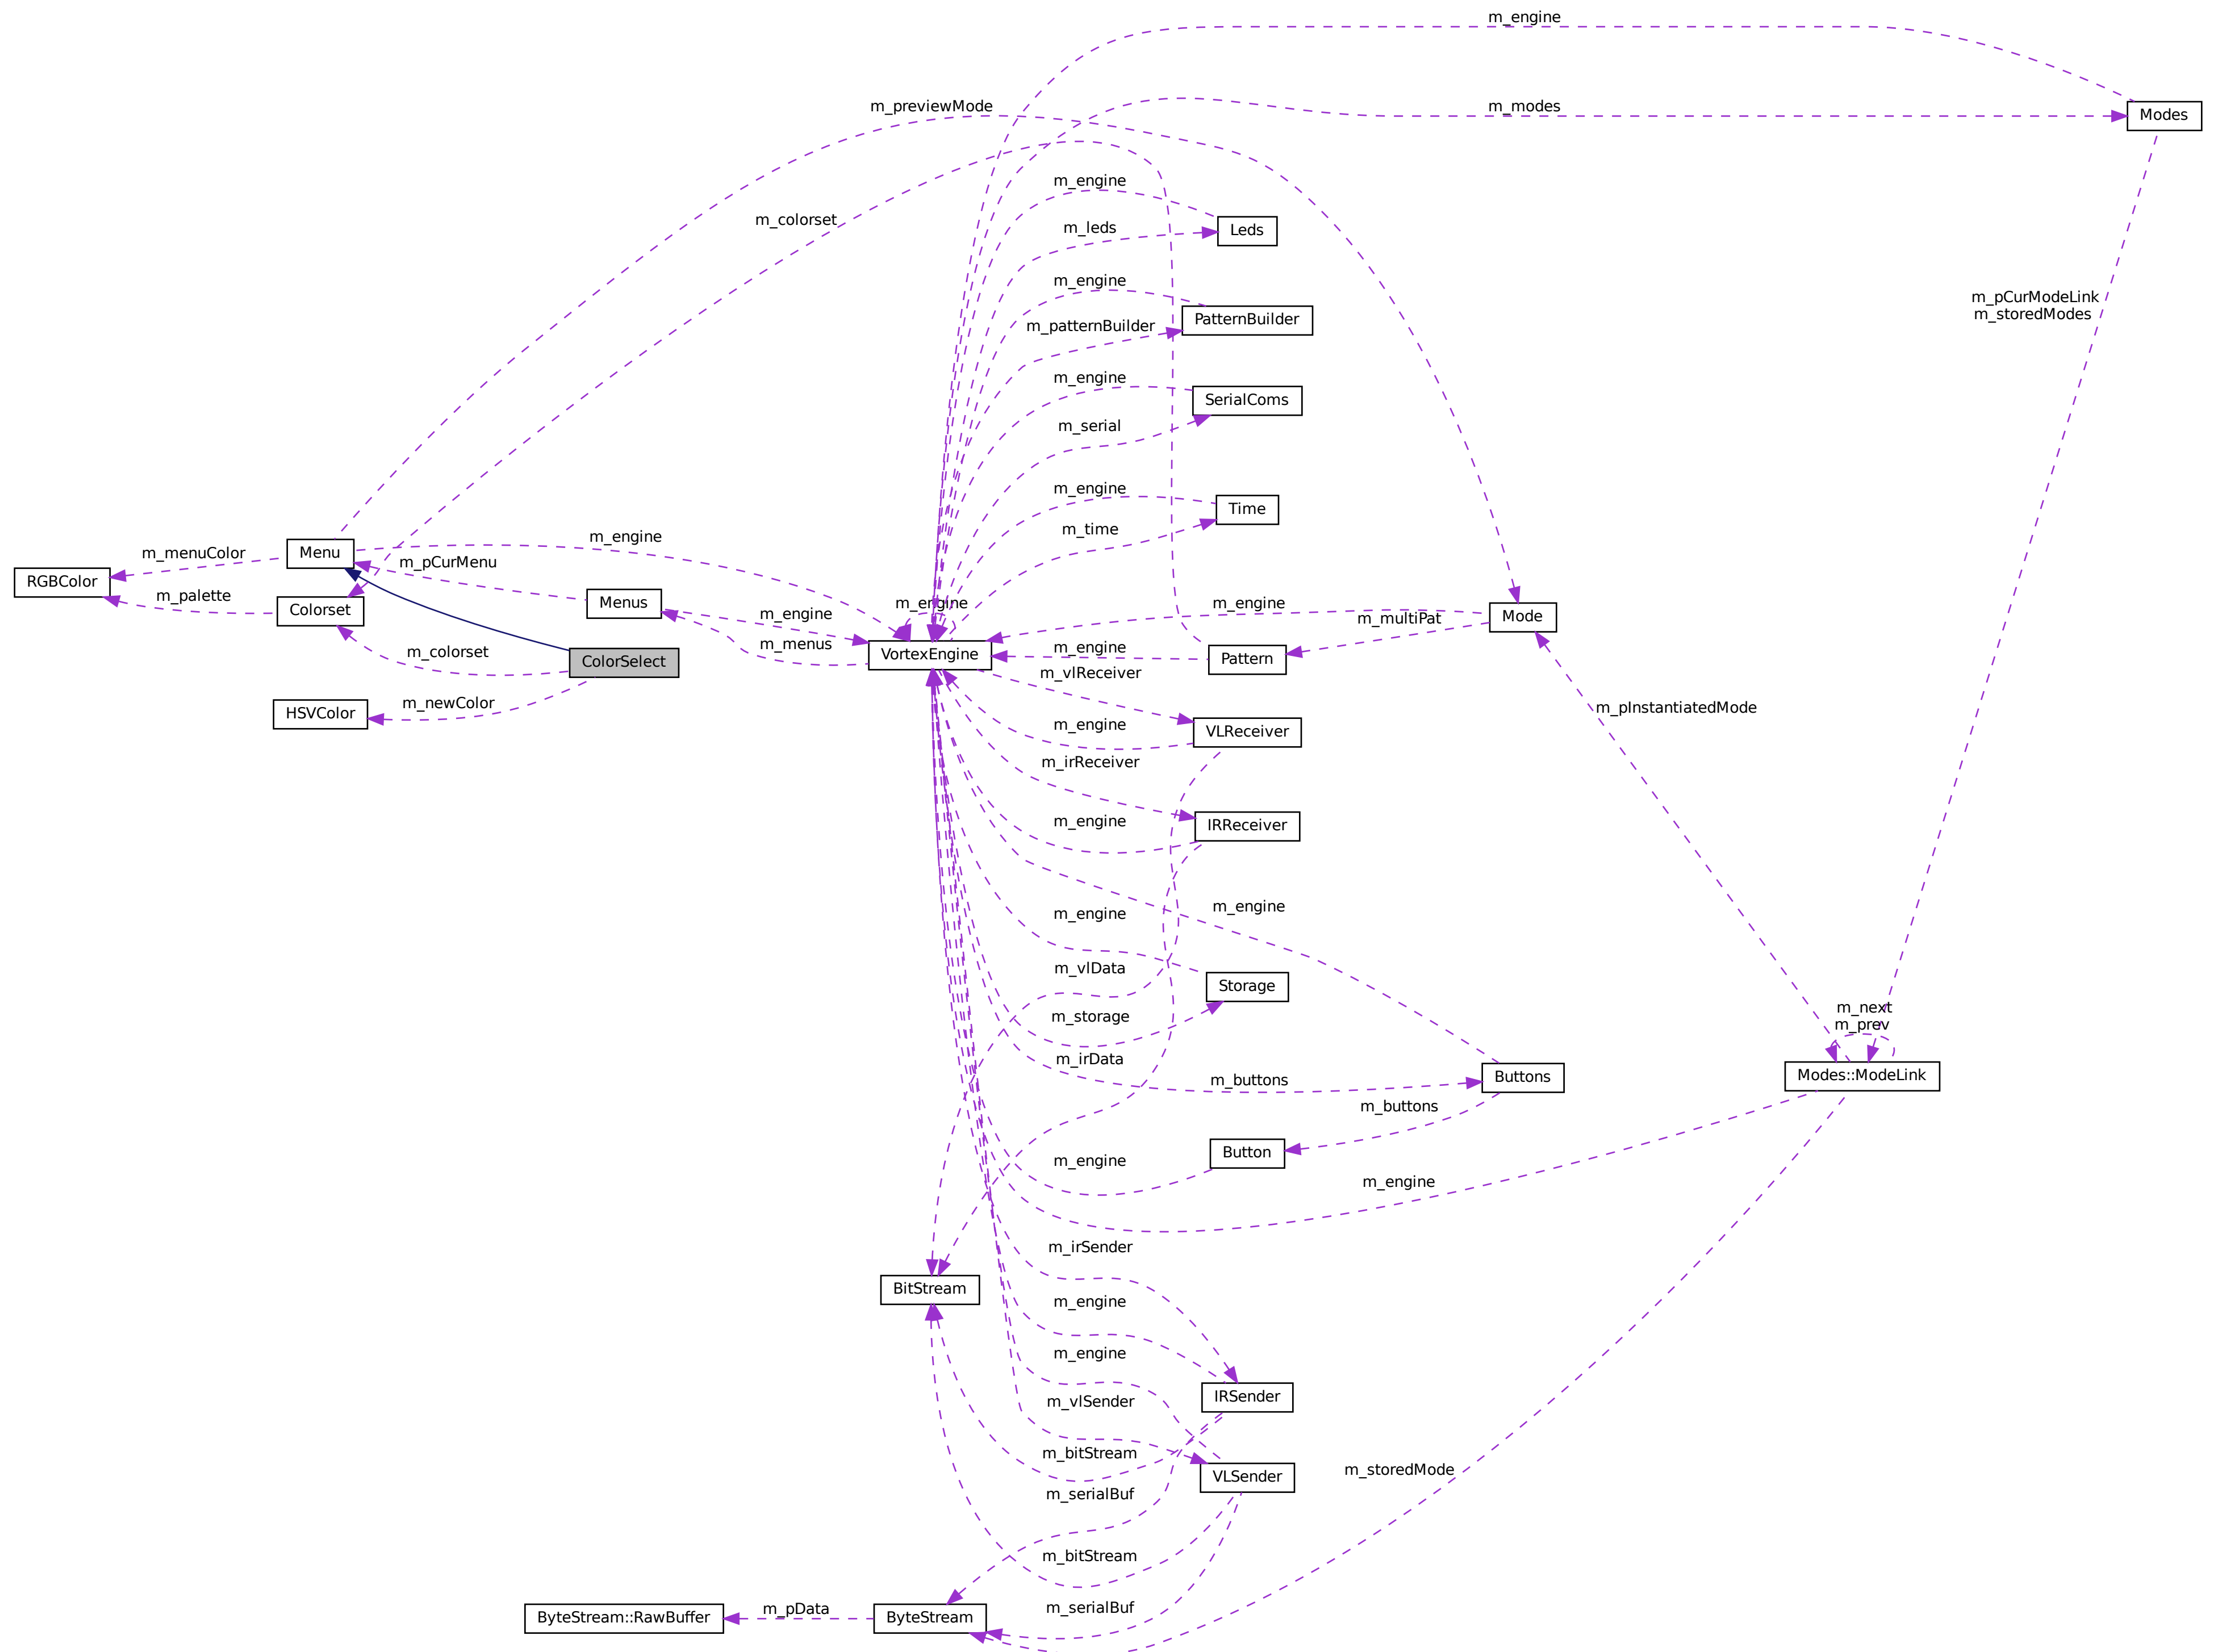 m_engine
m_previewMode
m_modes
Modes
m_engine
m_colorset
m_leds
Leds
m_engine
m_pCurModeLink
m_storedModes
m_patternBuilder
PatternBuilder
m_engine
SerialComs
m_serial
m_engine
Time
m_time
m_engine
Menu
m_menuColor
m_pCurMenu
RGBColor
m_palette
Colorset
Menus
m_engine
m_engine
m_engine
m_multiPat
Mode
m_menus
VortexEngine
m_engine
Pattern
m_colorset
ColorSelect
m_vlReceiver
m_newColor
HSVColor
m_pInstantiatedMode
m_engine
VLReceiver
m_irReceiver
m_engine
IRReceiver
m_engine
m_engine
m_vlData
Storage
m_storage
m_next
m_prev
m_irData
m_buttons
Buttons
Modes::ModeLink
m_buttons
m_engine
Button
m_engine
m_irSender
BitStream
m_engine
m_engine
IRSender
m_vlSender
m_bitStream
m_storedMode
VLSender
m_serialBuf
m_bitStream
m_serialBuf
ByteStream::RawBuffer
m_pData
ByteStream